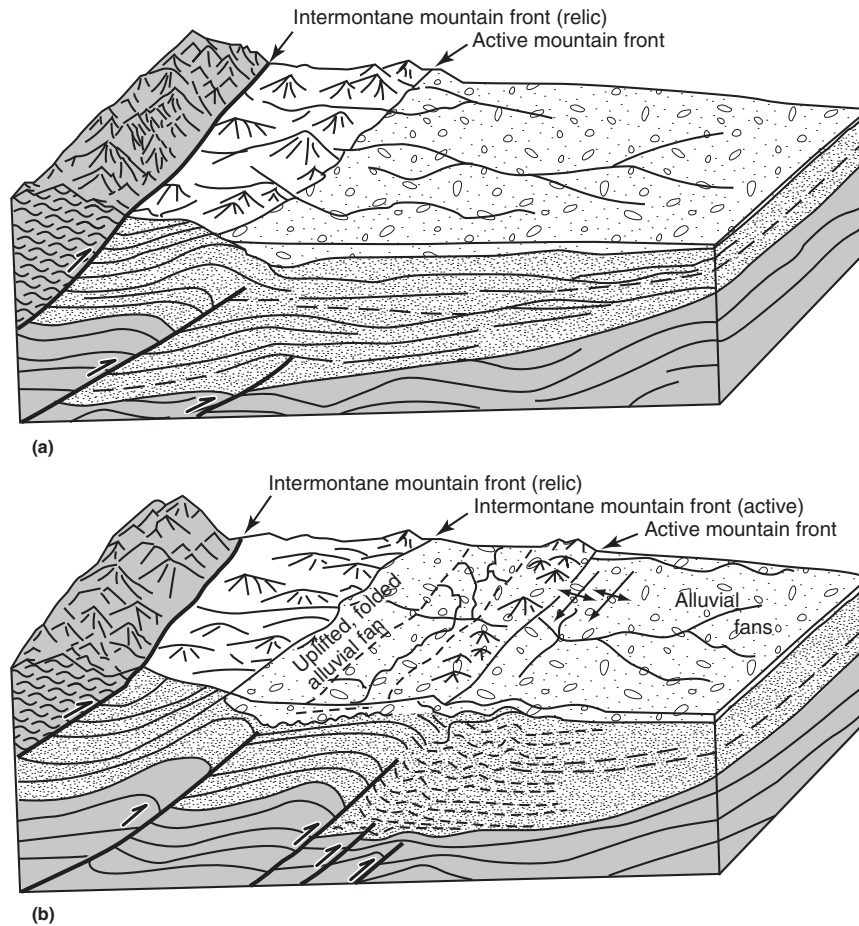 Intermontane mountain front (relic)
Active mountain front
(a)
Intermontane mountain front (relic)
Intermontane mountain front (active)
Active mountain front
Uplifted, folded
alluvial fan
Alluvial
fans
(b)